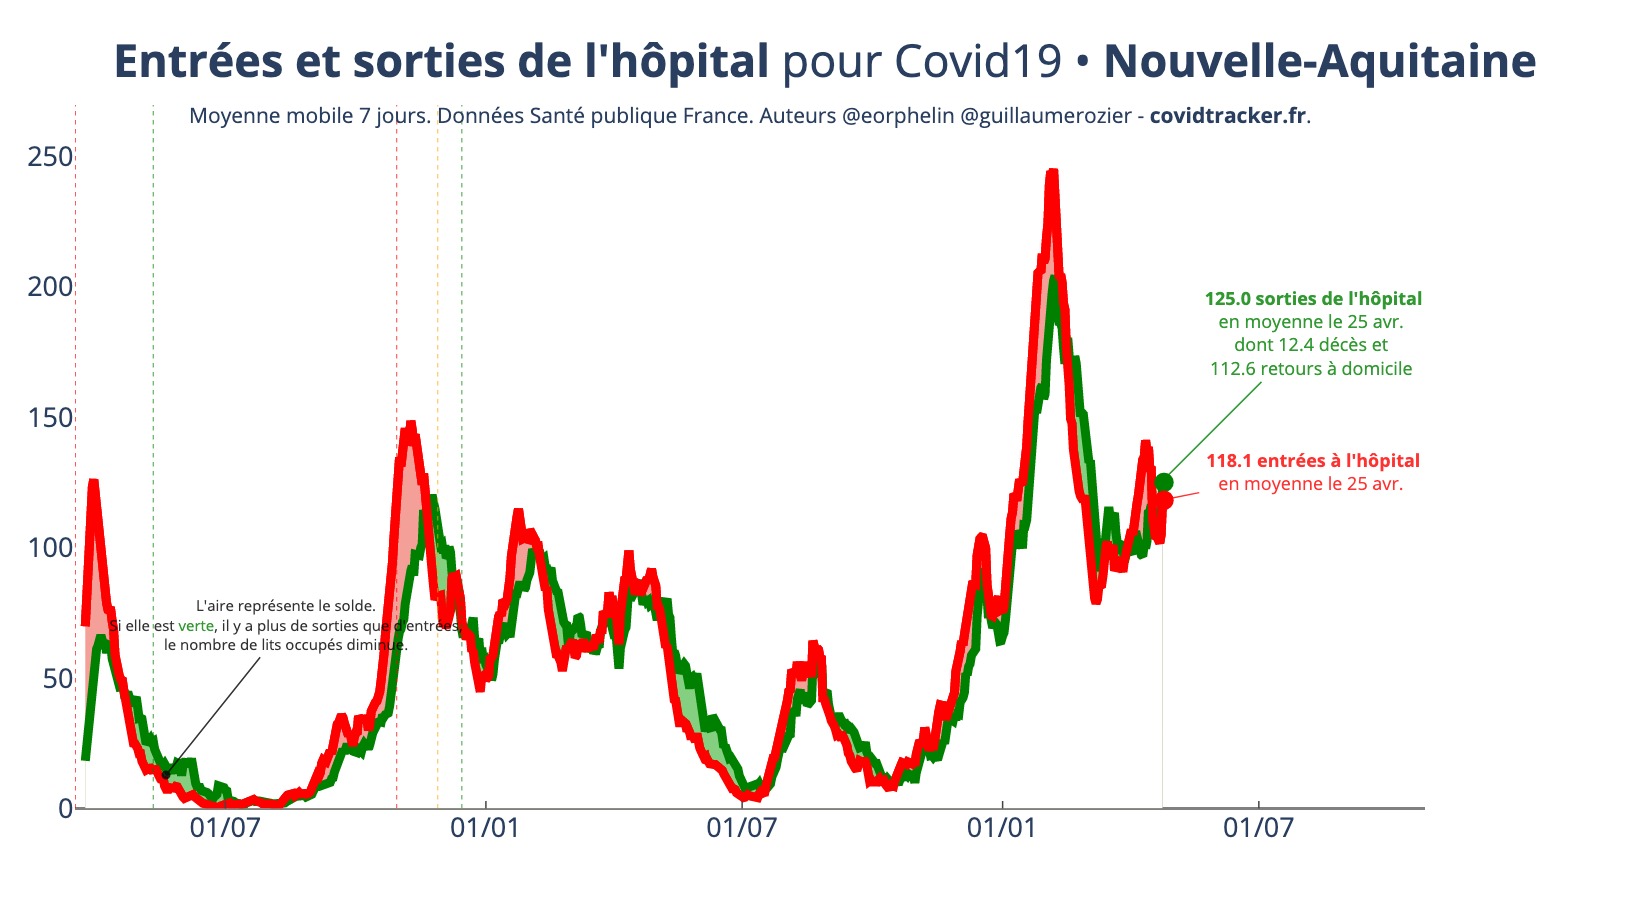 Entrées et sorties de l'hôpital pour Covid19 • Nouvelle-Aquitaine
Moyenne mobile 7 jours. Données Santé publique France. Auteurs @eorphelin @guillaumerozier - covidtracker.fr.
250
200
150
100
50
0
125.0 sorties de l'hôpital
en moyenne le 25 avr.
dont 12.4 décès et
112.6 retours à domicile
118.1 entrées à l'hôpital
en moyenne le 25 avr.
L'aire représente le solde.
Si elle est verte, il y a plus de sorties que d'entrées,
le nombre de lits occupés diminue.
01/07
01/01
01/07
01/01
01/07